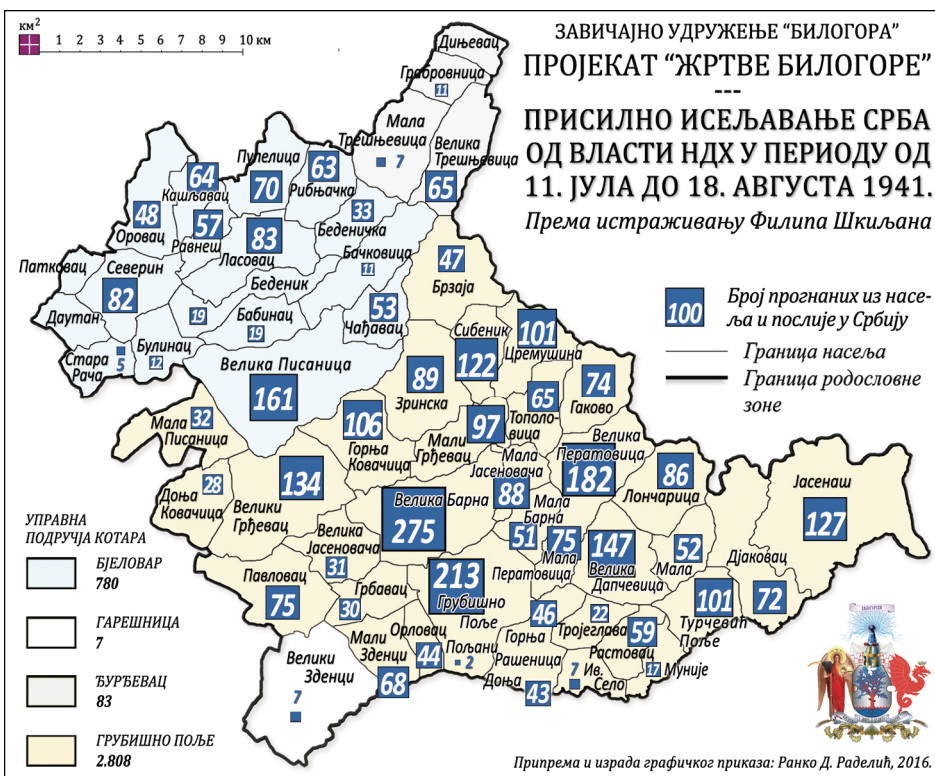 км²
1 2 3 4 5 6 7 8 9 10 км
ЗАВИЧАЈНО УДРУЖЕЊЕ “БИЛОГОРА”
ПРОЈЕКАТ “ЖРТВЕ БИЛОГОРЕ”
---
ПРИСИЛНО ИСЕЉАВАЊЕ СРБА
ОД ВЛАСТИ НДХ У ПЕРИОДУ ОД
11. ЈУЛА ДО 18. АВГУСТА 1941.
Према истраживању Филипа Шкиљана
100
Број прогнаних из насе-
ља и послије у Србију
Граница насеља
Граница родословне
зоне
Дињевац
Грабровница
11
Мала
Трешњевица
7
Велика
Трешњевица
65
Пупелица
70
63
Рибњачка
64
Кашљавац
48
Оровац
57
Равнеш
83
Ласовац
33
Беденичка
Бачковица
11
Патковац
Северин
82
Беденик
Даутан
19
Бабинац
19
53
Чађавац
Стара
Рача
5
Булинац
12
Велика Писаница
161
47
Брзаја
Сибеник
122
101
Цремушина
89
Зринска
74
Гаково
65
Тополо-
вица
97
Мали
Грђевац
106
Горња
Ковачица
32
Мала
Писаница
28
Доња
Ковачица
134
Велики
Грђевац
Велика Барна
275
Мала
Јасеновача
88
Велика
Ператовица
182
86
Лончарица
Јасенаш
127
Мала
Барна
51
75
Мала
Ператовица
147
Велика
Дапчевица
52
Мала
Ђаковац
72
101
Турчевић
Поље
Велика
Јасеновача
31
Павловац
75
Грбавац
30
213
Грубишно
Поље
Мали
Зденци
68
Орловац
44
Пољани
2
46
Горња
Рашеница
Доња
43
22
Тројеглава
59
Растовац
17
Муније
7
Ив.
Село
Велики
Зденци
7
УПРАВНА
ПОДРУЧЈА КОТАРА
БЈЕЛОВАР
780
ГАРЕШНИЦА
7
ЂУРЂЕВАЦ
83
ГРУБИШНО ПОЉЕ
2.808
Припрема и израда графичког приказа: Ранко Д. Раделић, 2016.